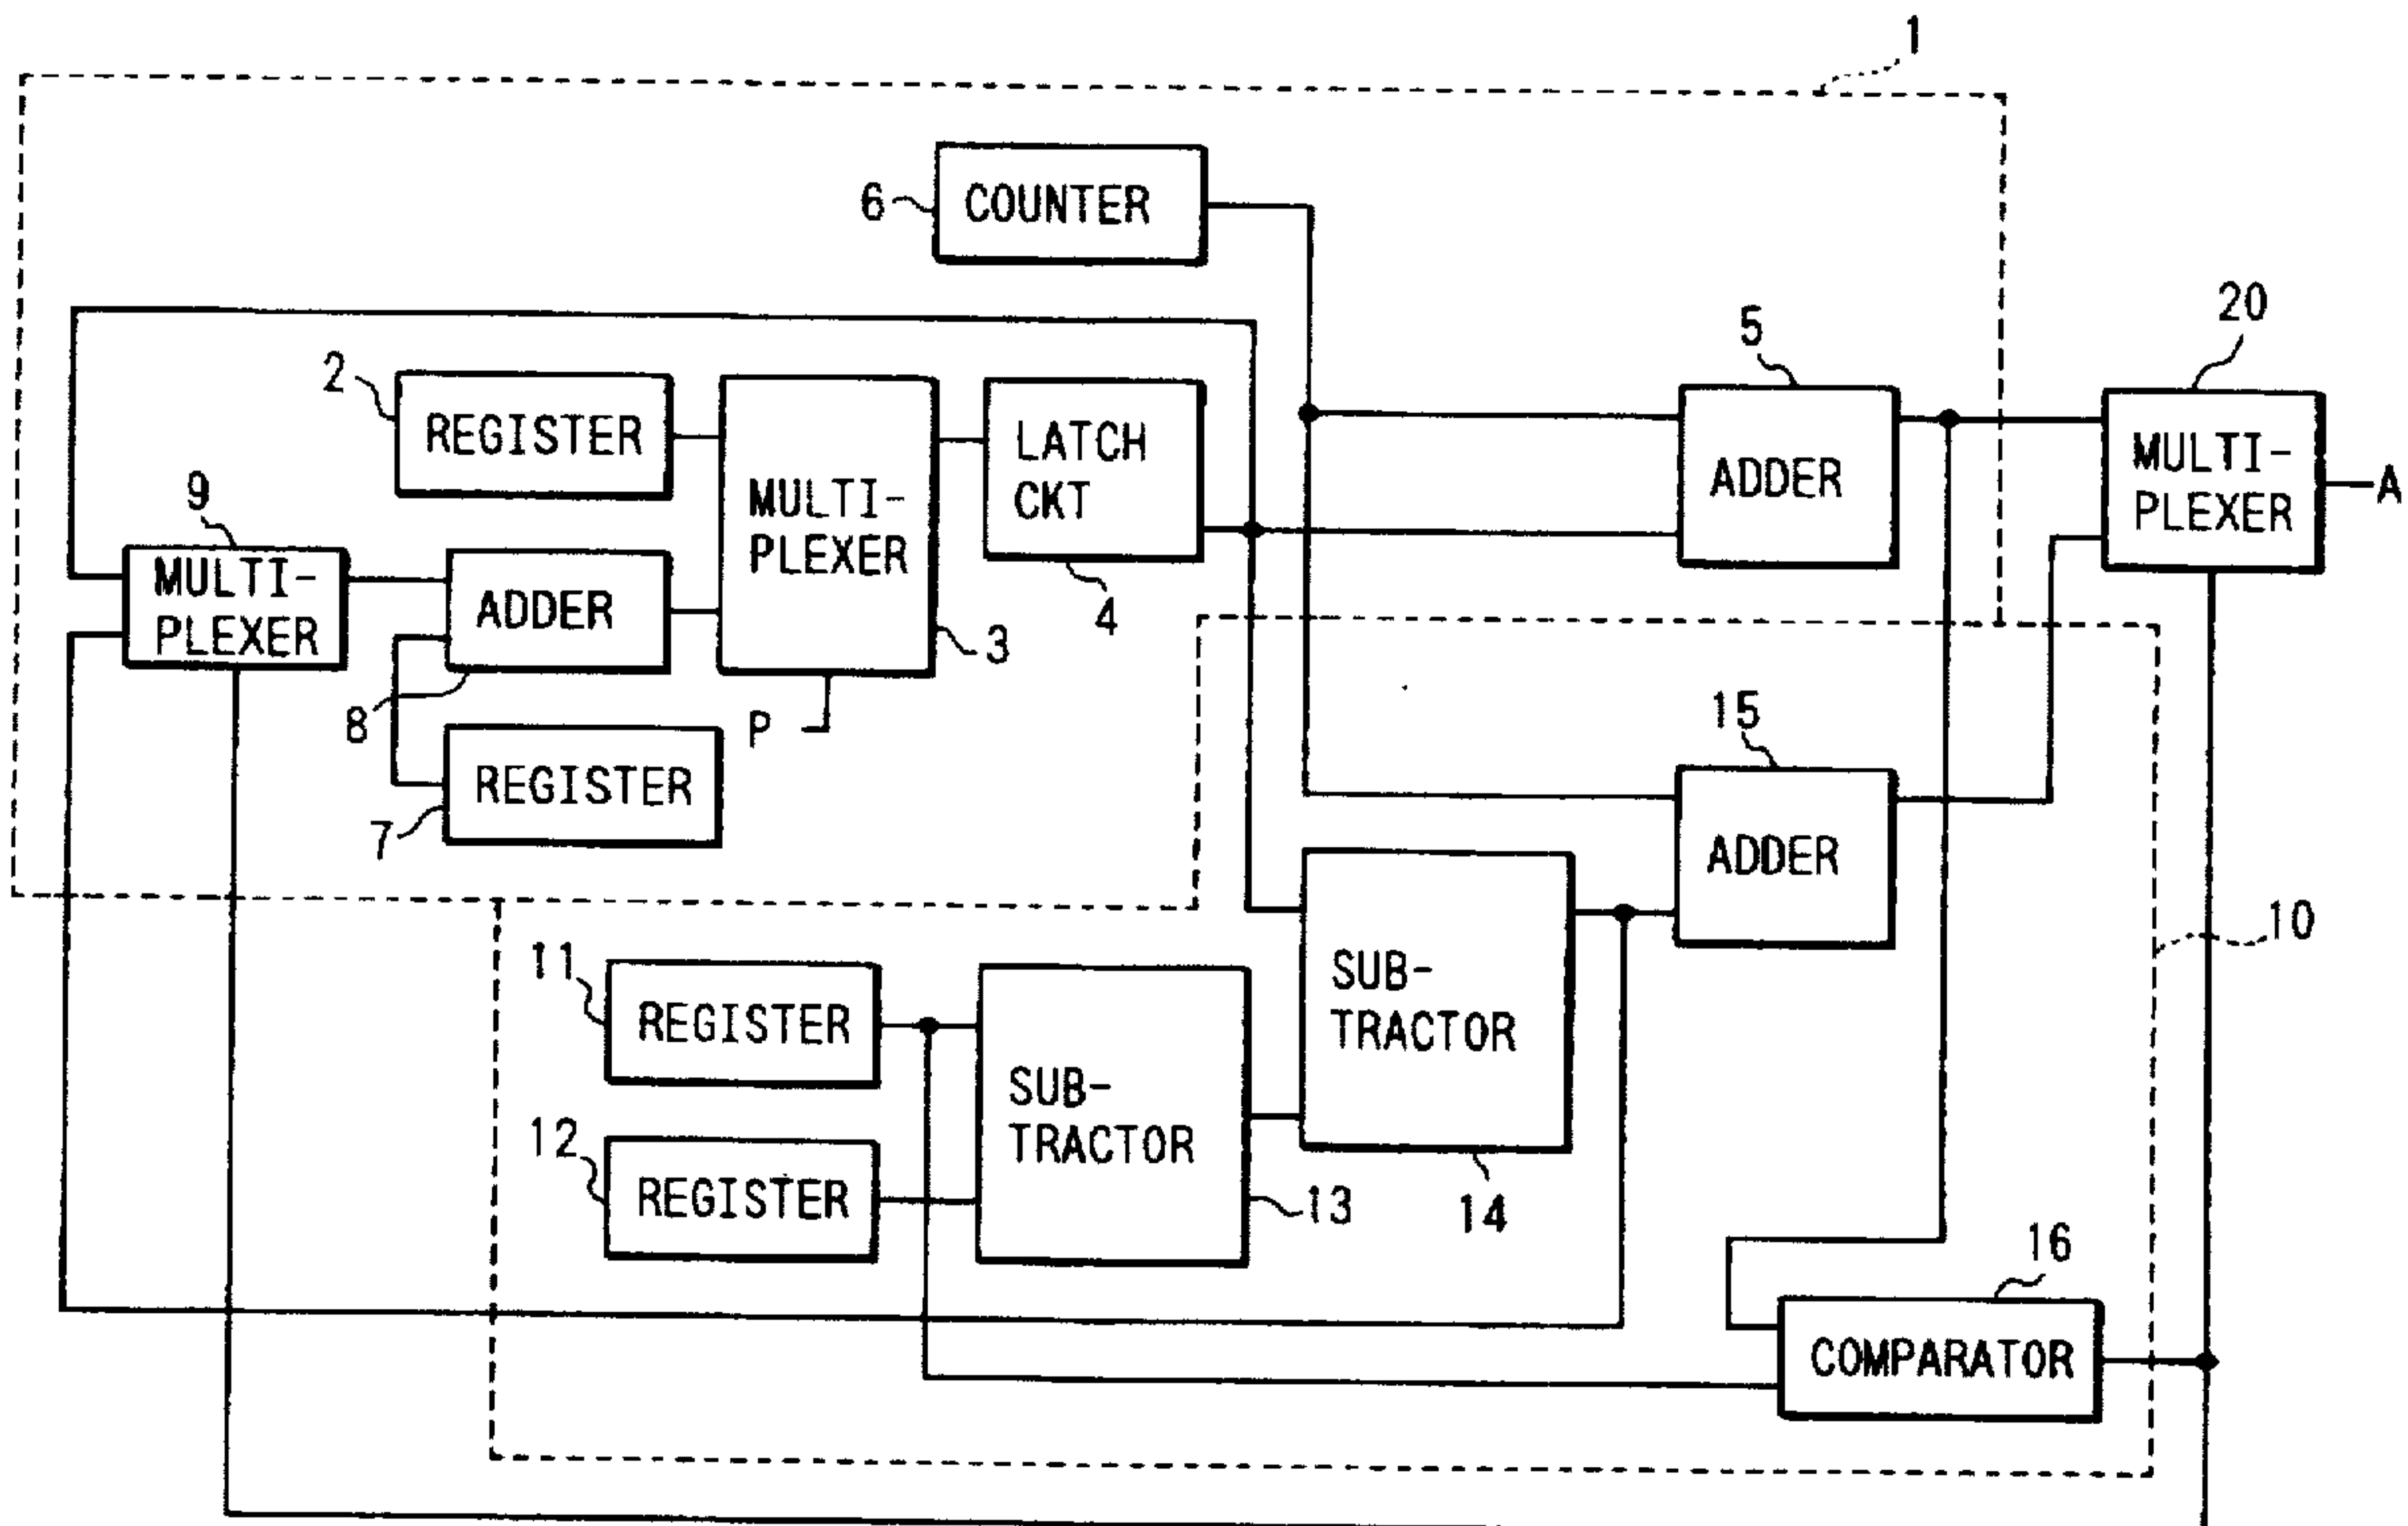 1
6
COUNTER
20
5
2
REGISTER
MULTI-
PLEXER
LATCH
CKT
ADDER
MULTI-
PLEXER
A
9
MULTI-
PLEXER
ADDER
4
3
8
P
15
REGISTER
7
ADDER
10
11
REGISTER
SUB-
TRACTOR
SUB-
TRACTOR
12
REGISTER
13
14
16
COMPARATOR